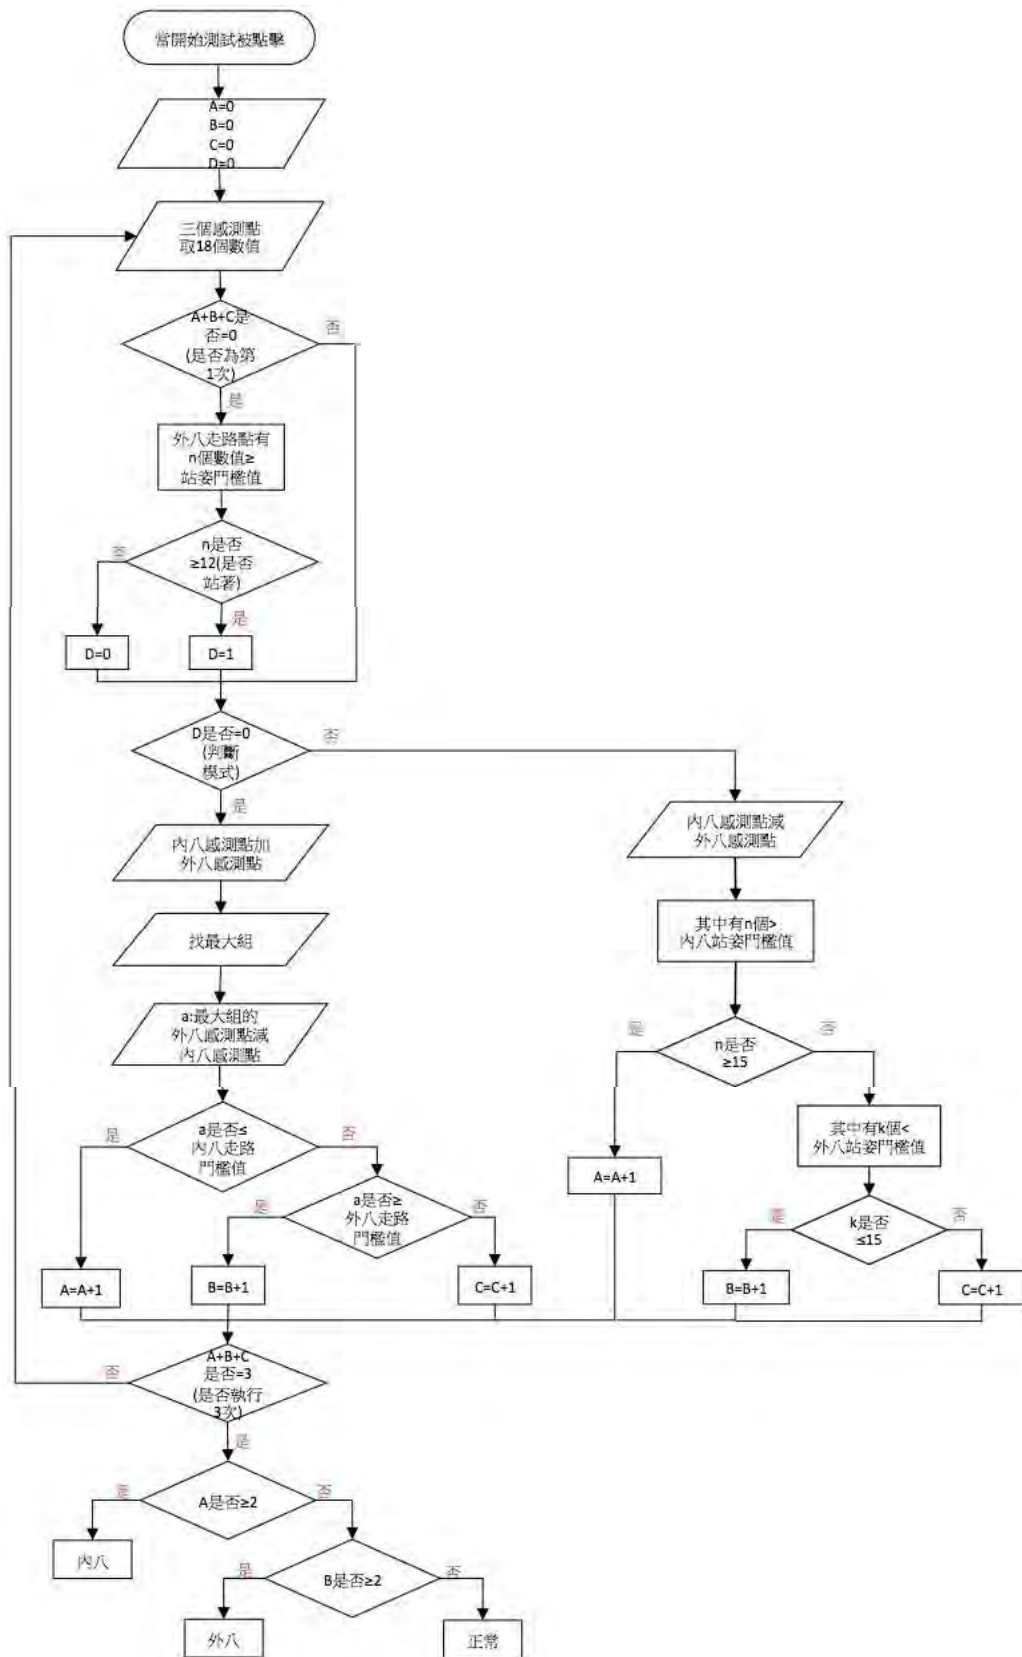 當開始測試被點擊
A=0
B=0
C=0
D=0
三個感測點
取18個數值
A+B+C是
否=0
(是否為第
1次)
否
是
外八走路點有
n個數值≥
站姿門檻值
n是否
≥12(是否
站著)
否
是
D=0
D=1
D是否=0
(判斷
模式)
否
是
內八感測點加
外八感測點
找最大組
a:最大組的
外八感測點減
內八感測點
a是否≤
內八走路
門檻值
是
否
a是否≥
外八走路
門檻值
是
否
A=A+1
B=B+1
C=C+1
內八感測點減
外八感測點
其中有n個>
內八站姿門檻值
n是否
≥15
是
否
A=A+1
其中有k個<
外八站姿門檻值
k是否
≤15
是
否
B=B+1
C=C+1
A+B+C
是否=3
(是否執行
3次)
否
是
A是否≥2
是
否
內八
B是否≥2
是
否
外八
正常